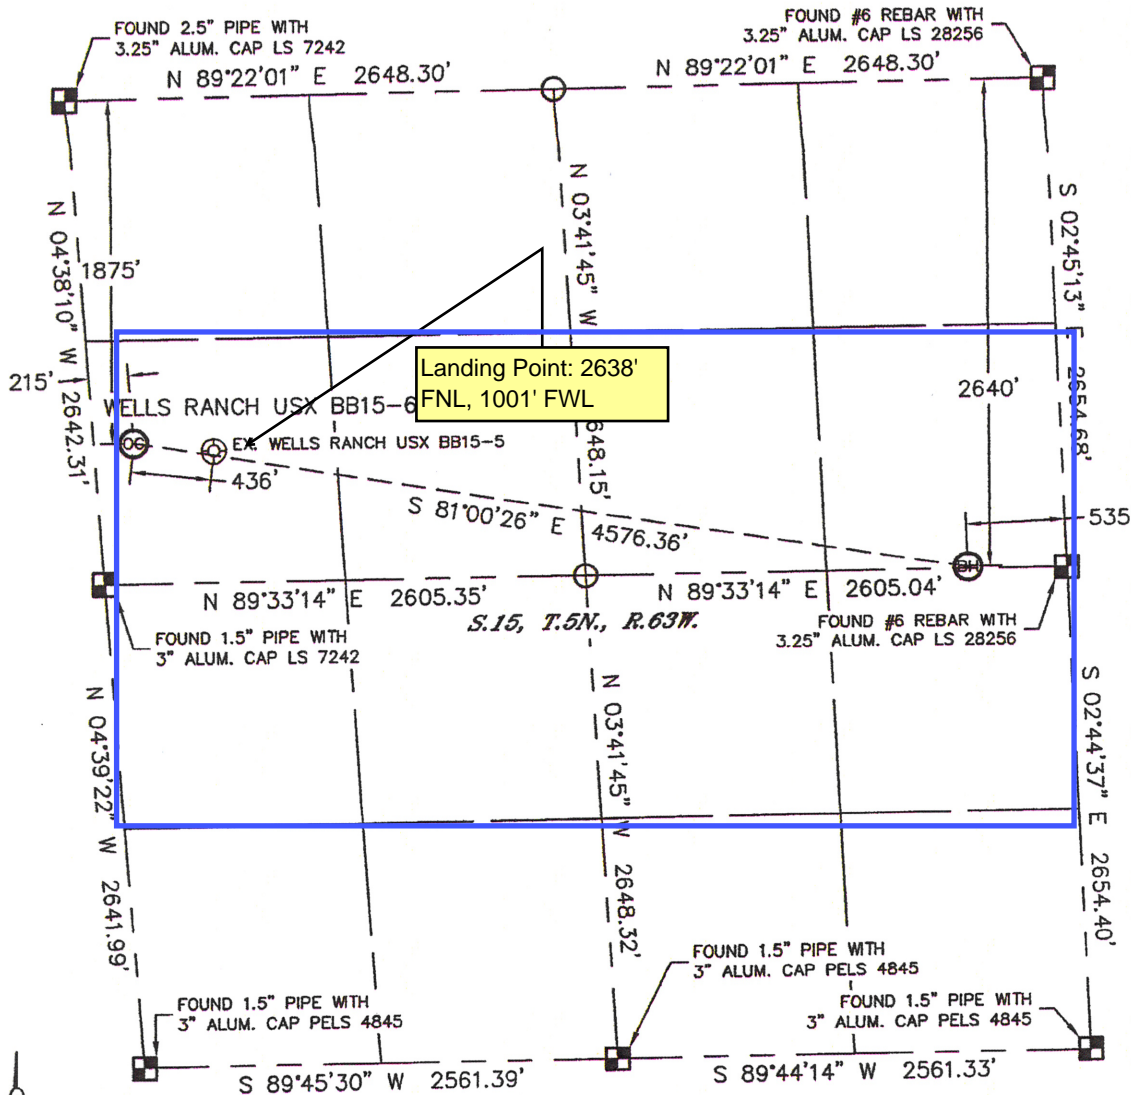 FOUND 2.5" PIPE WITH
3.25" ALUM. CAP LS 7242
FOUND #6 REBAR WITH
3.25" ALUM. CAP LS 28256
N 89°22'01" E 2648.30'
N 89°22'01" E 2648.30'
N 04°38'10" W 2642.31'
1875'
N 03°41'45" W
648.15'
S 02°45'13" E 2654.68'
Landing Point: 2638'
FNL, 1001' FWL
215'
2640'
WELLS RANCH USX BB15-6
OG
EX. WELLS RANCH USX BB15-5
436'
S 81°00'26" E 4576.36'
535
BH
N 89°33'14" E 2605.35'
N 89°33'14" E 2605.04'
S.15, T.5N., R.63W.
FOUND 1.5" PIPE WITH
3" ALUM. CAP LS 7242
FOUND #6 REBAR WITH
3.25" ALUM. CAP LS 28256
N 04°39'22" W 2641.99'
N 03°41'45" W 2648.32'
S 02°44'37" E 2654.40'
FOUND 1.5" PIPE WITH
3" ALUM. CAP PELS 4845
FOUND 1.5" PIPE WITH
3" ALUM. CAP PELS 4845
FOUND 1.5" PIPE WITH
3" ALUM. CAP PELS 4845
S 89°45'30" W 2561.39'
S 89°44'14" W 2561.33'